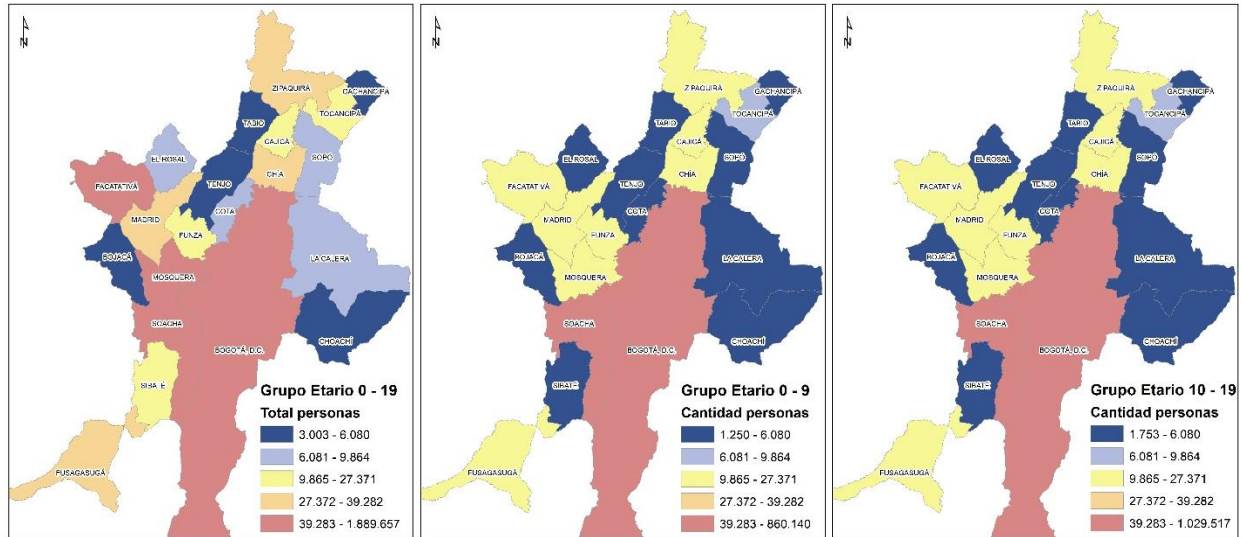 N
ZIPAQUIRÁ
GACHANCIPÁ
TOCANCIPÁ
TABIO
CAJICÁ
EL ROSAL
SOPÓ
TENJO
CHÍA
FACATATIVÁ
COTA
MADRID
FUNZA
BOJACÁ
LA CALERA
MOSQUERA
SOACHA
CHOACHÍ
BOGOTÁ, D.C.
SIBATÉ
FUSAGASUGÁ
Grupo Etario 0 - 19
Total personas
3.003 - 6.080
6.081 - 9.864
9.865 - 27.371
27.372 - 39.282
39.283 - 1.889.657
N
ZIPAQUIRÁ
GACHANCIPÁ
TOCANCIPÁ
TABIO
CAJICÁ
EL ROSAL
SOPÓ
TENJO
CHÍA
FACATATIVÁ
COTA
MADRID
FUNZA
BOJACÁ
LA CALERA
MOSQUERA
SOACHA
CHOACHÍ
BOGOTÁ, D.C.
SIBATÉ
FUSAGASUGÁ
Grupo Etario 0 - 9
Cantidad personas
1.250 - 6.080
6.081 - 9.864
9.865 - 27.371
27.372 - 39.282
39.283 - 860.140
N
ZIPAQUIRÁ
GACHANCIPÁ
TOCANCIPÁ
TABIO
CAJICÁ
EL ROSAL
SOPÓ
TENJO
CHÍA
FACATATIVÁ
COTA
MADRID
FUNZA
BOJACÁ
LA CALERA
MOSQUERA
SOACHA
CHOACHÍ
BOGOTÁ, D.C.
SIBATÉ
FUSAGASUGÁ
Grupo Etario 10 - 19
Cantidad personas
1.753 - 6.080
6.081 - 9.864
9.865 - 27.371
27.372 - 39.282
39.283 - 1.029.517